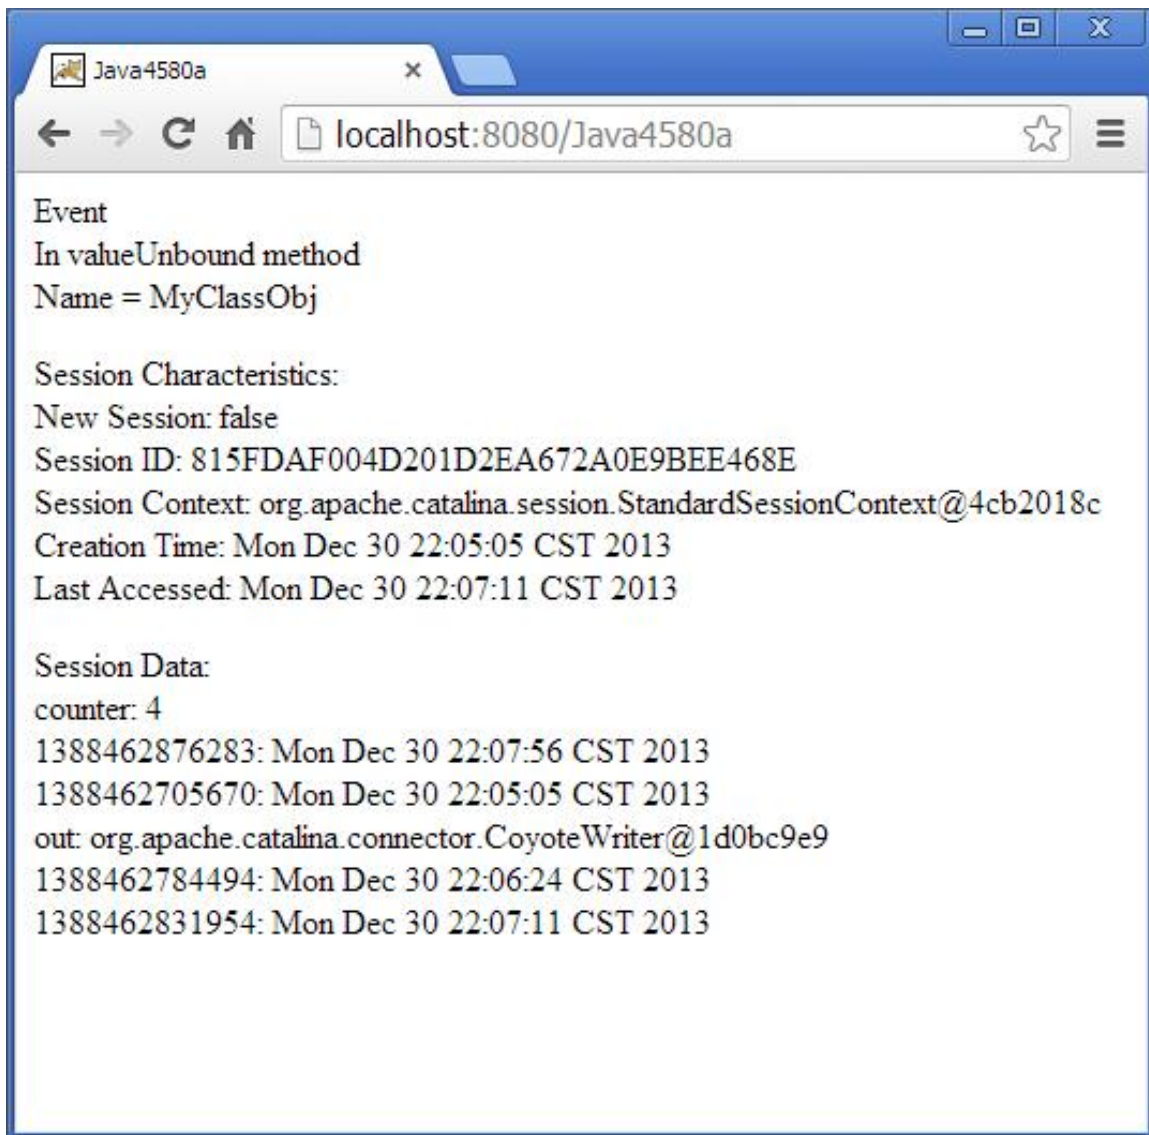 Java4580a
localhost:8080/Java4580a
Event
In valueUnbound method
Name = MyClassObj
Session Characteristics:
New Session: false
Session ID: 815FDAF004D201D2EA672A0E9BEE468E
Session Context: org.apache.catalina.session.StandardSessionContext@4cb2018c
Creation Time: Mon Dec 30 22:05:05 CST 2013
Last Accessed: Mon Dec 30 22:07:11 CST 2013
Session Data:
counter: 4
1388462876283: Mon Dec 30 22:07:56 CST 2013
1388462705670: Mon Dec 30 22:05:05 CST 2013
out: org.apache.catalina.connector.CoyoteWriter@1d0bc9e9
1388462784494: Mon Dec 30 22:06:24 CST 2013
1388462831954: Mon Dec 30 22:07:11 CST 2013